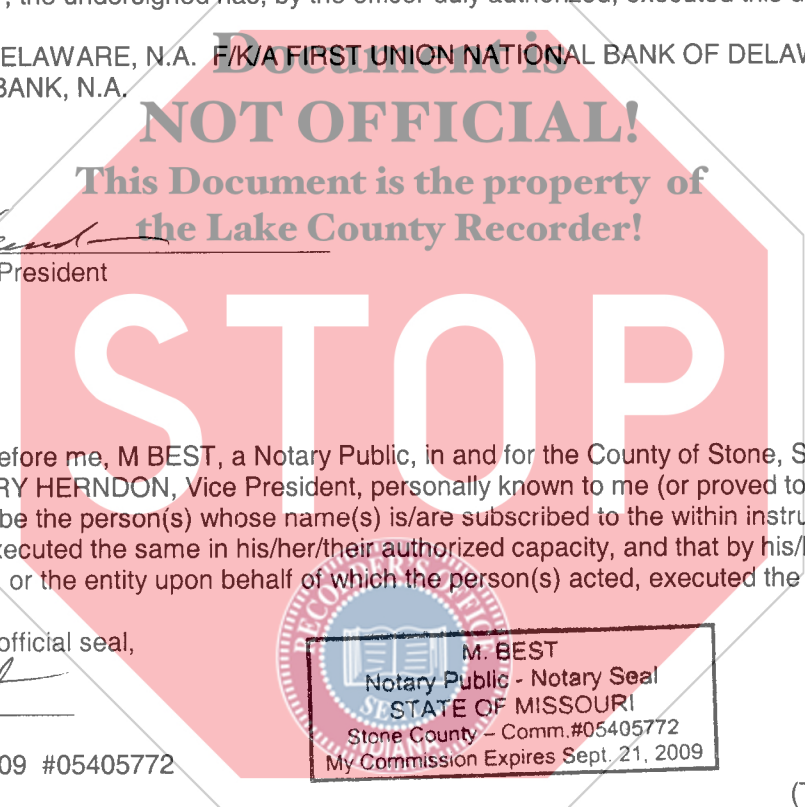 , the undersigned has, by the officer duly authorized, executed this
ELAWARE, N.A. F/K/A FIRST UNION NATIONAL BANK OF DELAW
BANK, N.A.
Document is
NOT OFFICIAL!
This Document is the property of
the Lake County Recorder!
President
STOP
efore me, M BEST, a Notary Public, in and for the County of Stone, S
RY HERNDON, Vice President, personally known to me (or proved to
be the person(s) whose name(s) is/are subscribed to the within instru
xecuted the same in his/her/their authorized capacity, and that by his/
, or the entity upon behalf of which the person(s) acted, executed the
official seal,
RECORDER'S OFFICE
SEAL
INDIANA
M. BEST
Notary Public - Notary Seal
STATE OF MISSOURI
Stone County – Comm.#05405772
My Commission Expires Sept. 21, 2009
09 #05405772